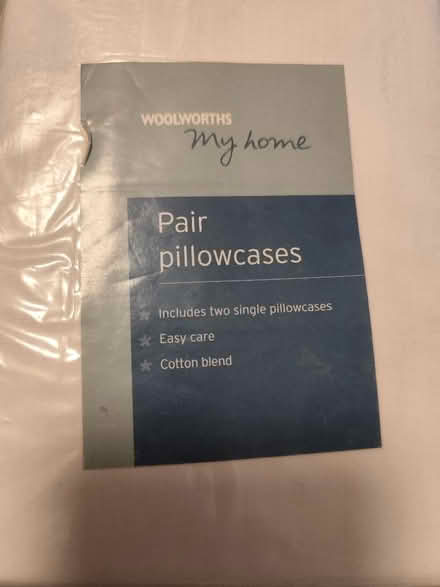 WOOLWORTHS
My home
Pair
pillowcases
Includes two single pillowcases
Easy care
Cotton blend